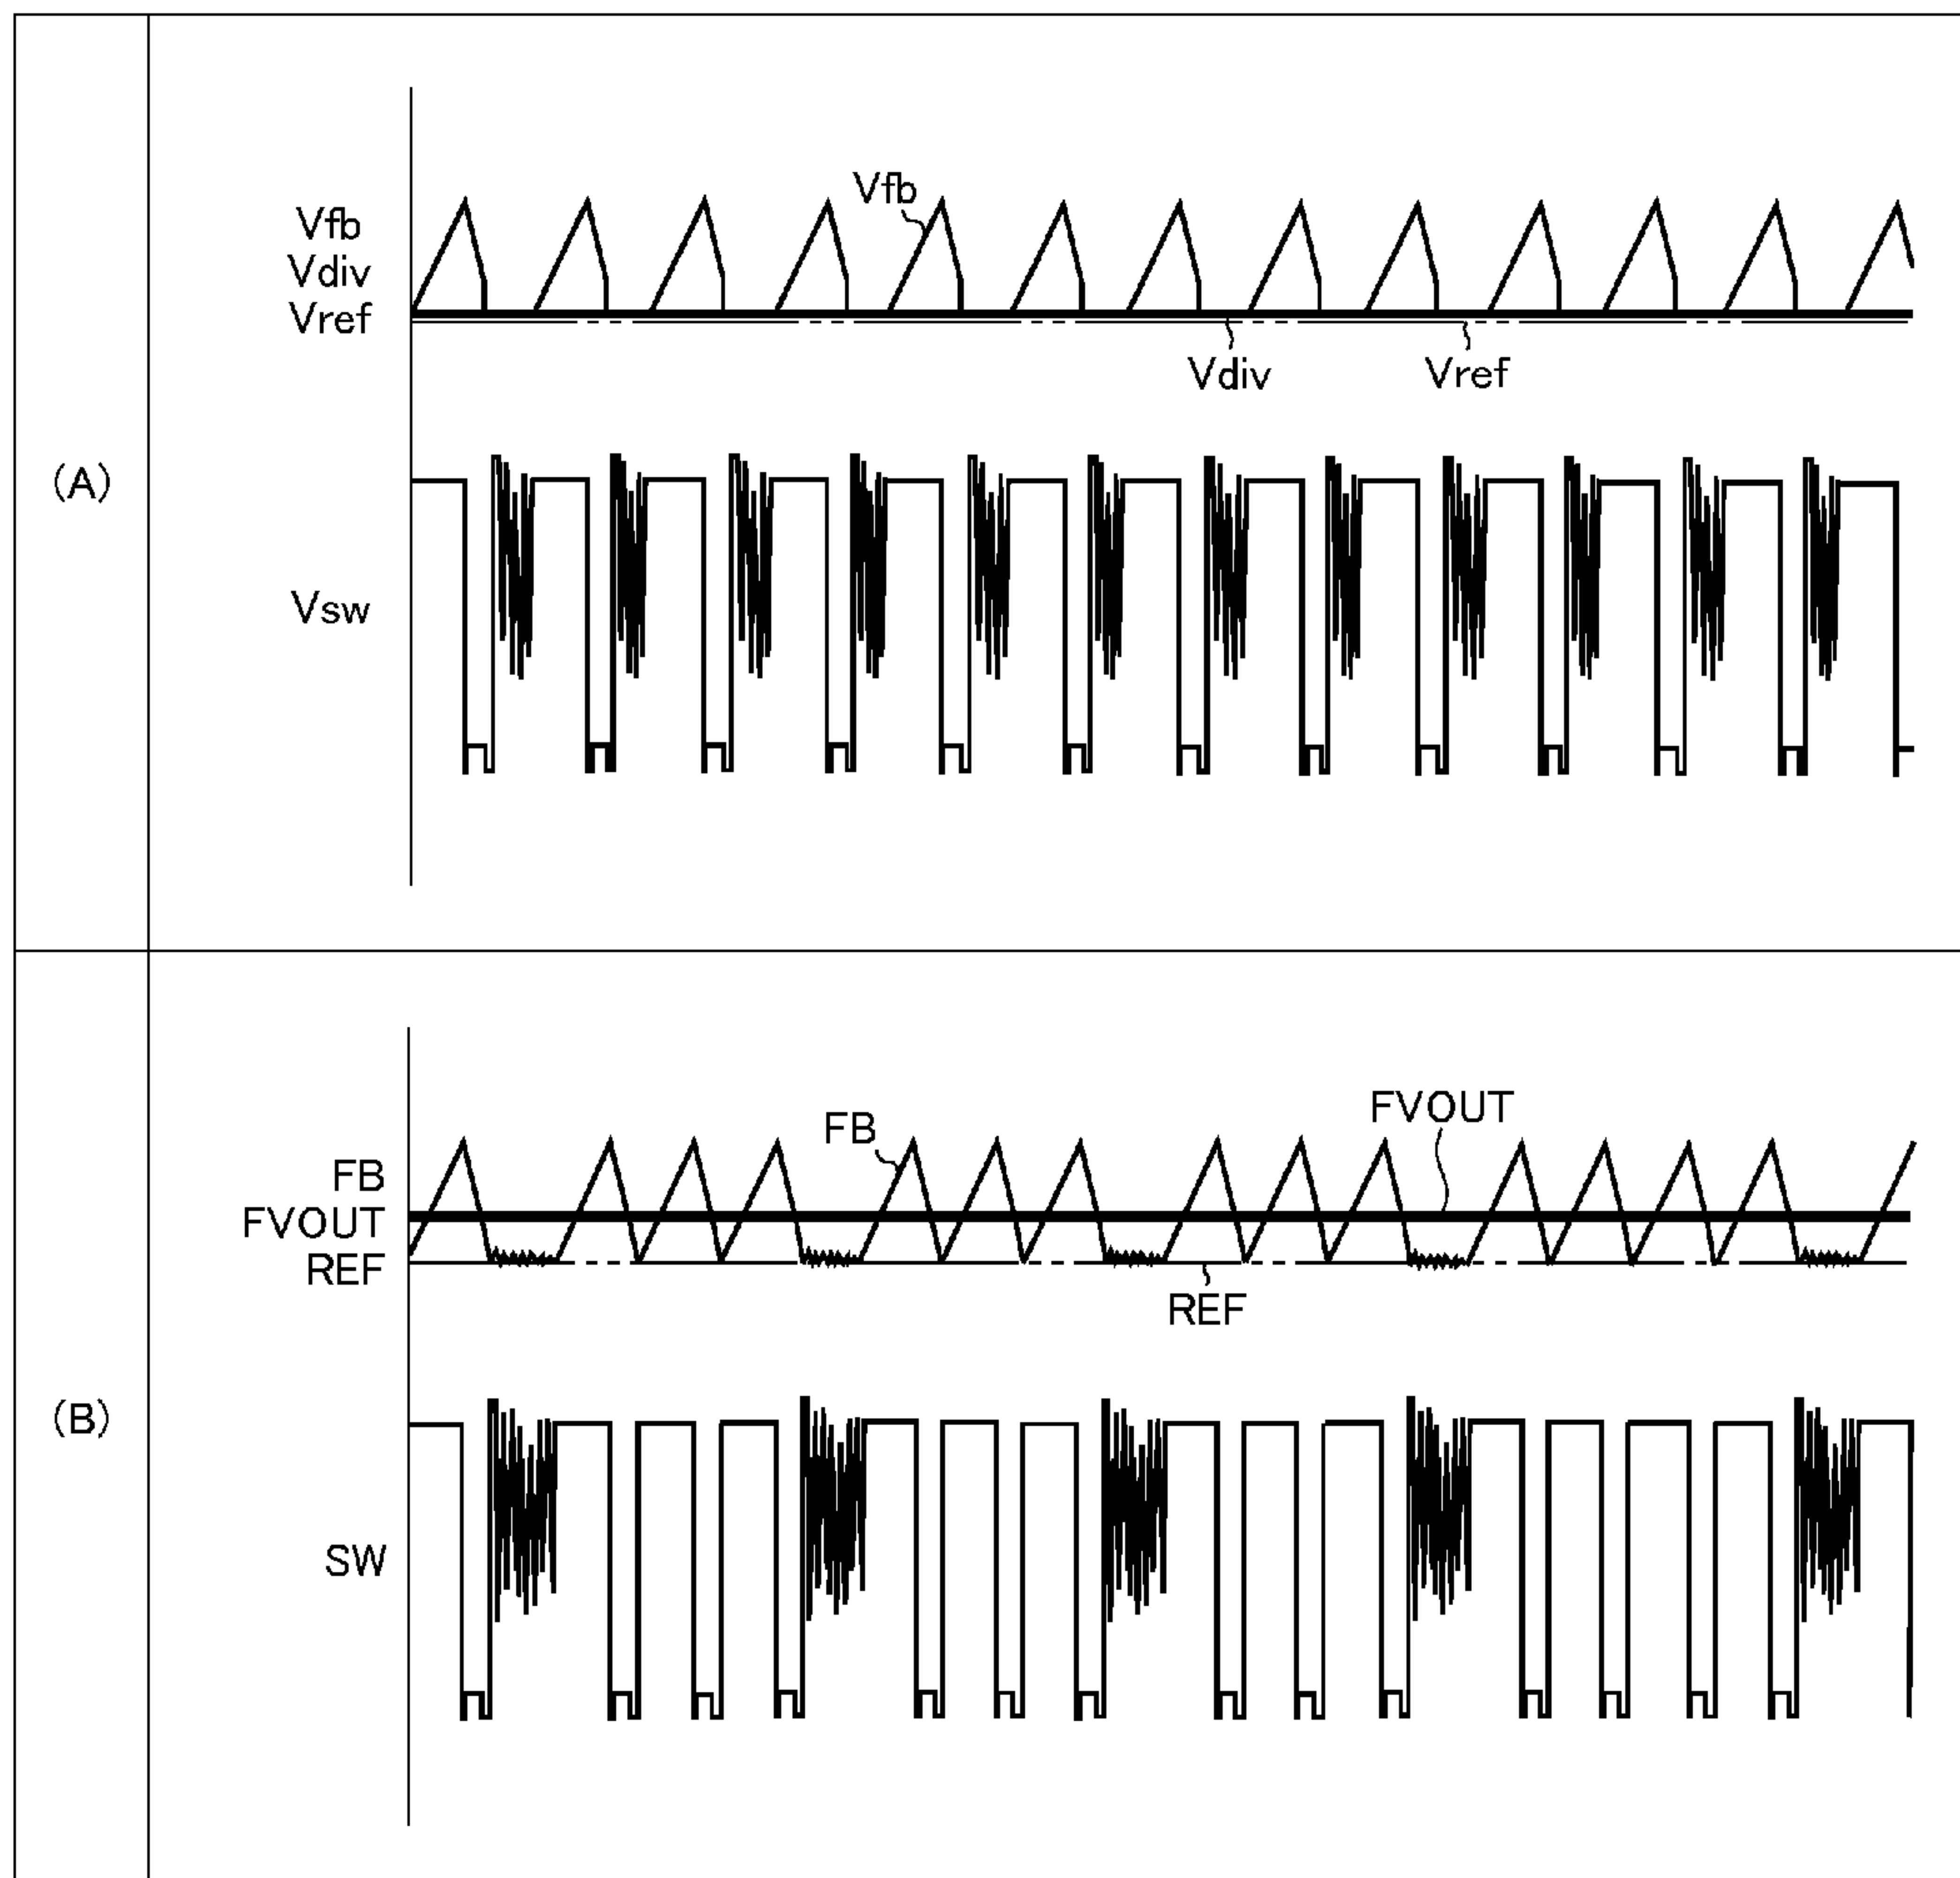 Vfb
Vfb
Vdiv
Vref
Vdiv
Vref
(A)
Vsw
FVOUT
FB
FB
FVOUT
REF
REF
(B)
SW